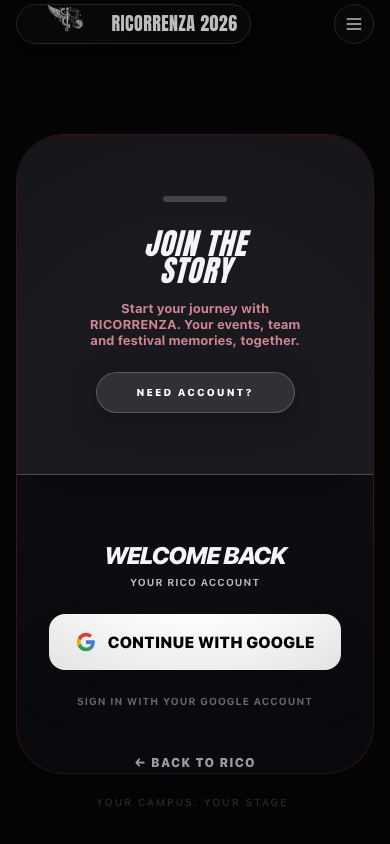 RICORRENZA 2026
JOIN THE
STORY
Start your journey with
RICORRENZA. Your events, team
and festival memories, together.
NEED ACCOUNT?
WELCOME BACK
YOUR RICO ACCOUNT
CONTINUE WITH GOOGLE
SIGN IN WITH YOUR GOOGLE ACCOUNT
← BACK TO RICO
YOUR CAMPUS. YOUR STAGE.